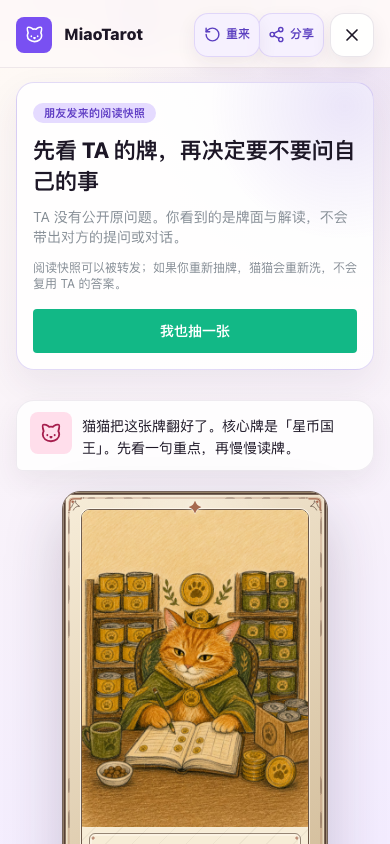 MiaoTarot
重来
分享
朋友发来的阅读快照
先看 TA 的牌，再决定要不要问自
己的事
TA 没有公开原问题。你看到的是牌面与解读，不会
带出对方的提问或对话。
阅读快照可以被转发；如果你重新抽牌，猫猫会重新洗，不会
复用 TA 的答案。
我也抽一张
猫猫把这张牌翻好了。核心牌是「星币国
王」。先看一句重点，再慢慢读牌。